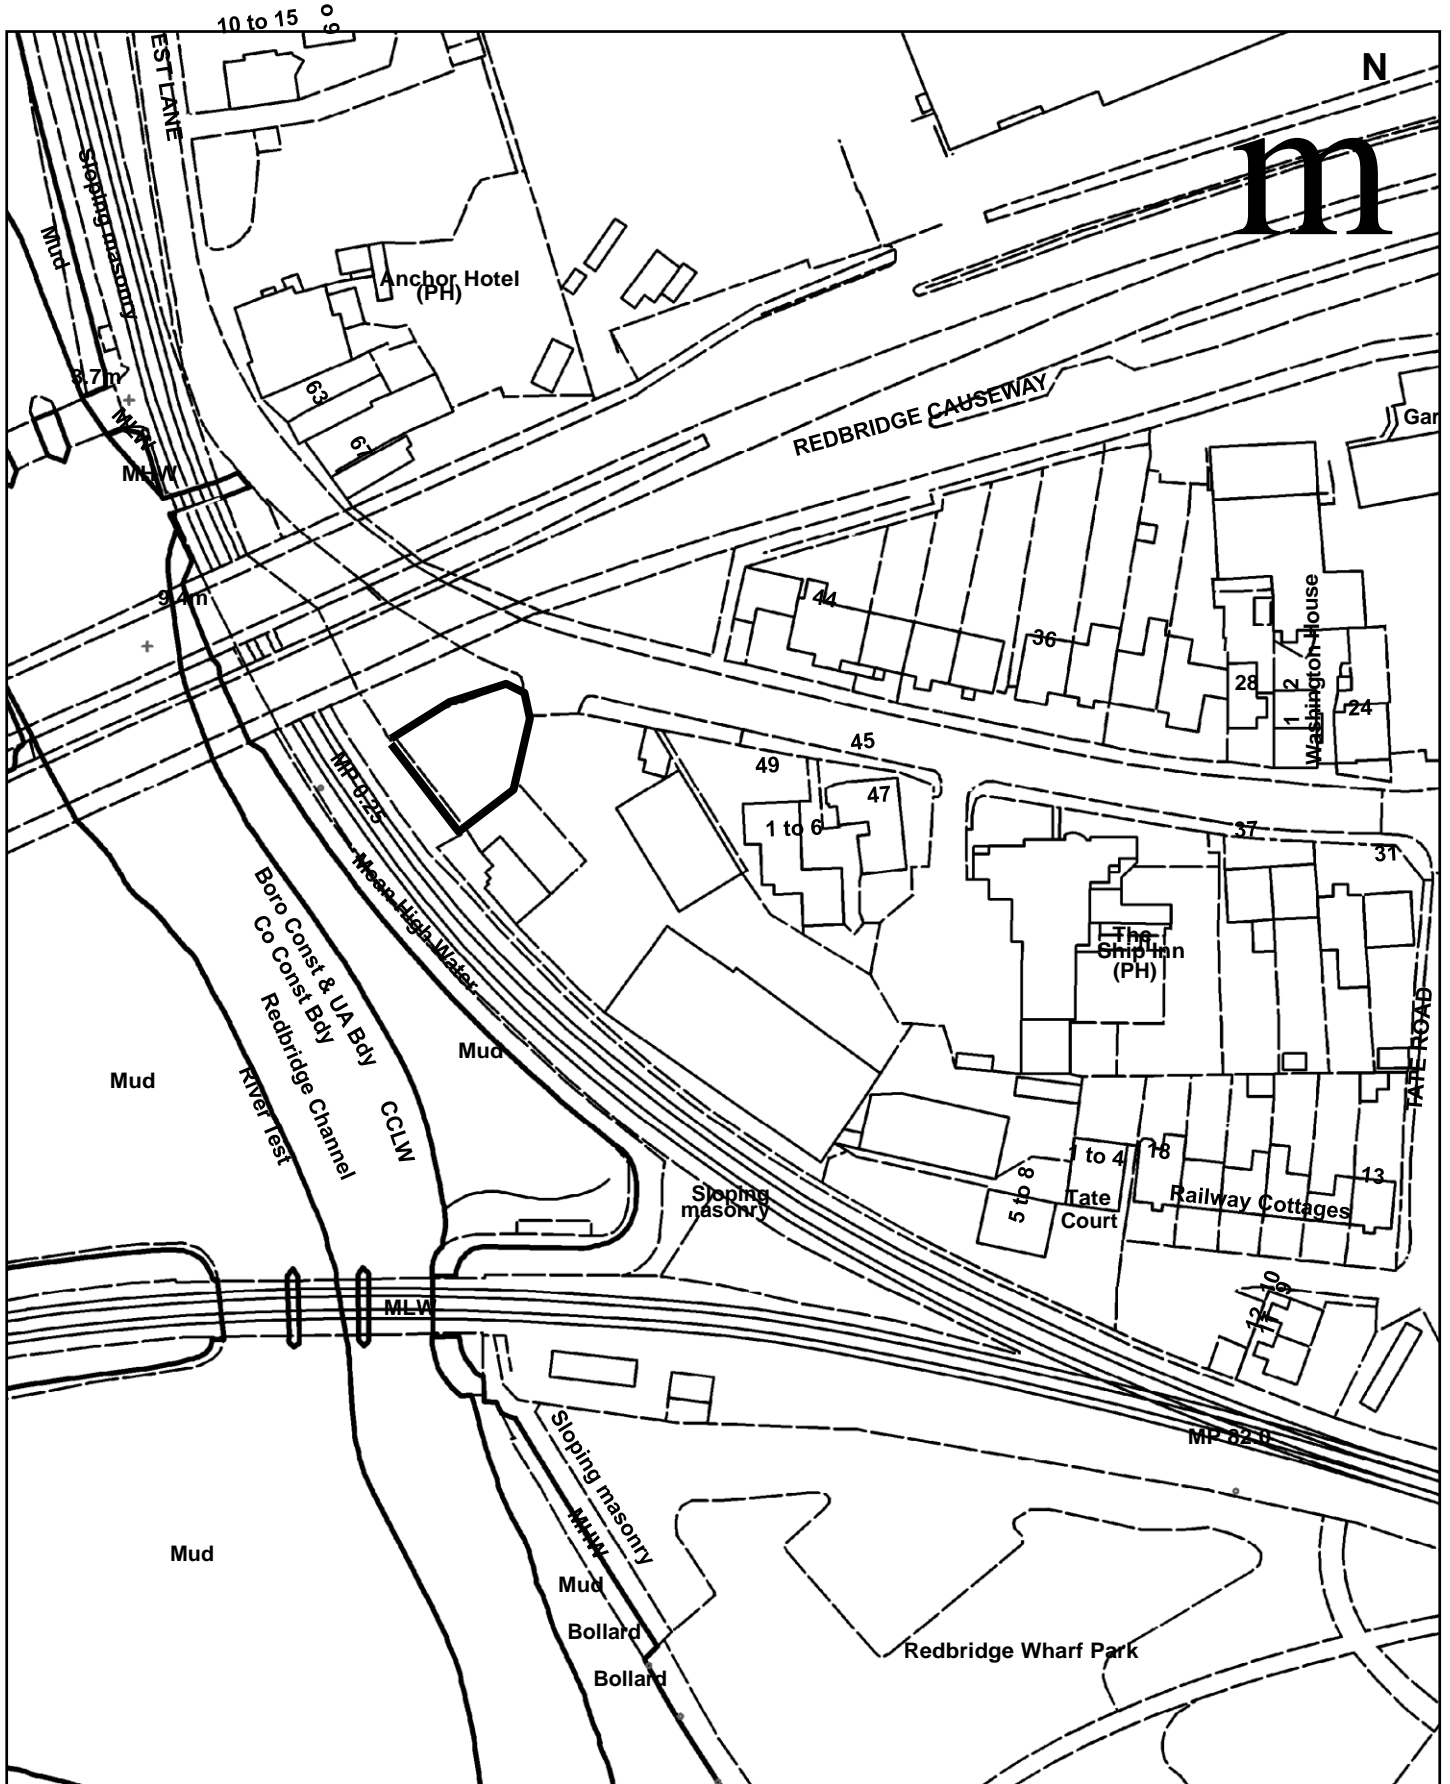 10 to 15
EST LANE
N
m
Sloping masonry
Mud
Anchor Hotel
(PH)
3.7m
63
MLW
67
MHW
REDBRIDGE CAUSEWAY
Gar
9.4m
44
36
Washington House
28
2
1
24
45
49
47
MP 0.25
1 to 6
37
31
Mean High Water
Boro Const & UA Bdy
Co Const Bdy
Redbridge Channel
The
Ship Inn
(PH)
Mud
Mud
River Test
CCLW
TATE ROAD
1 to 4
18
13
5 to 8
Tate
Court
Railway Cottages
Sloping
masonry
10
9
12
11
MLW
MP 82.0
Sloping masonry
MHW
Mud
Mud
Bollard
Redbridge Wharf Park
Bollard